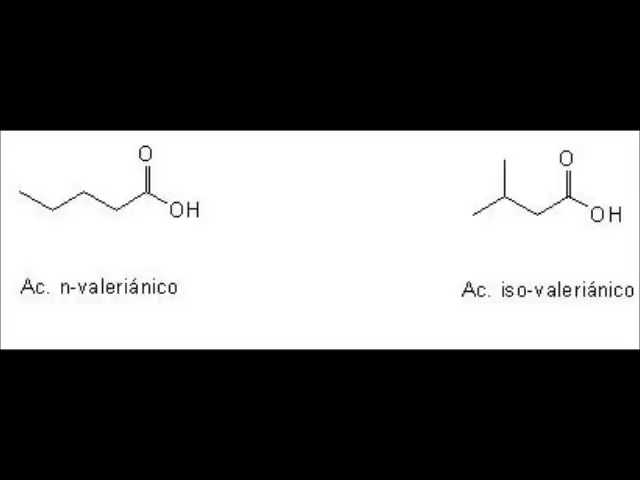 O
OH
Ac. n-valeriánico
O
OH
Ac. iso-valeriánico